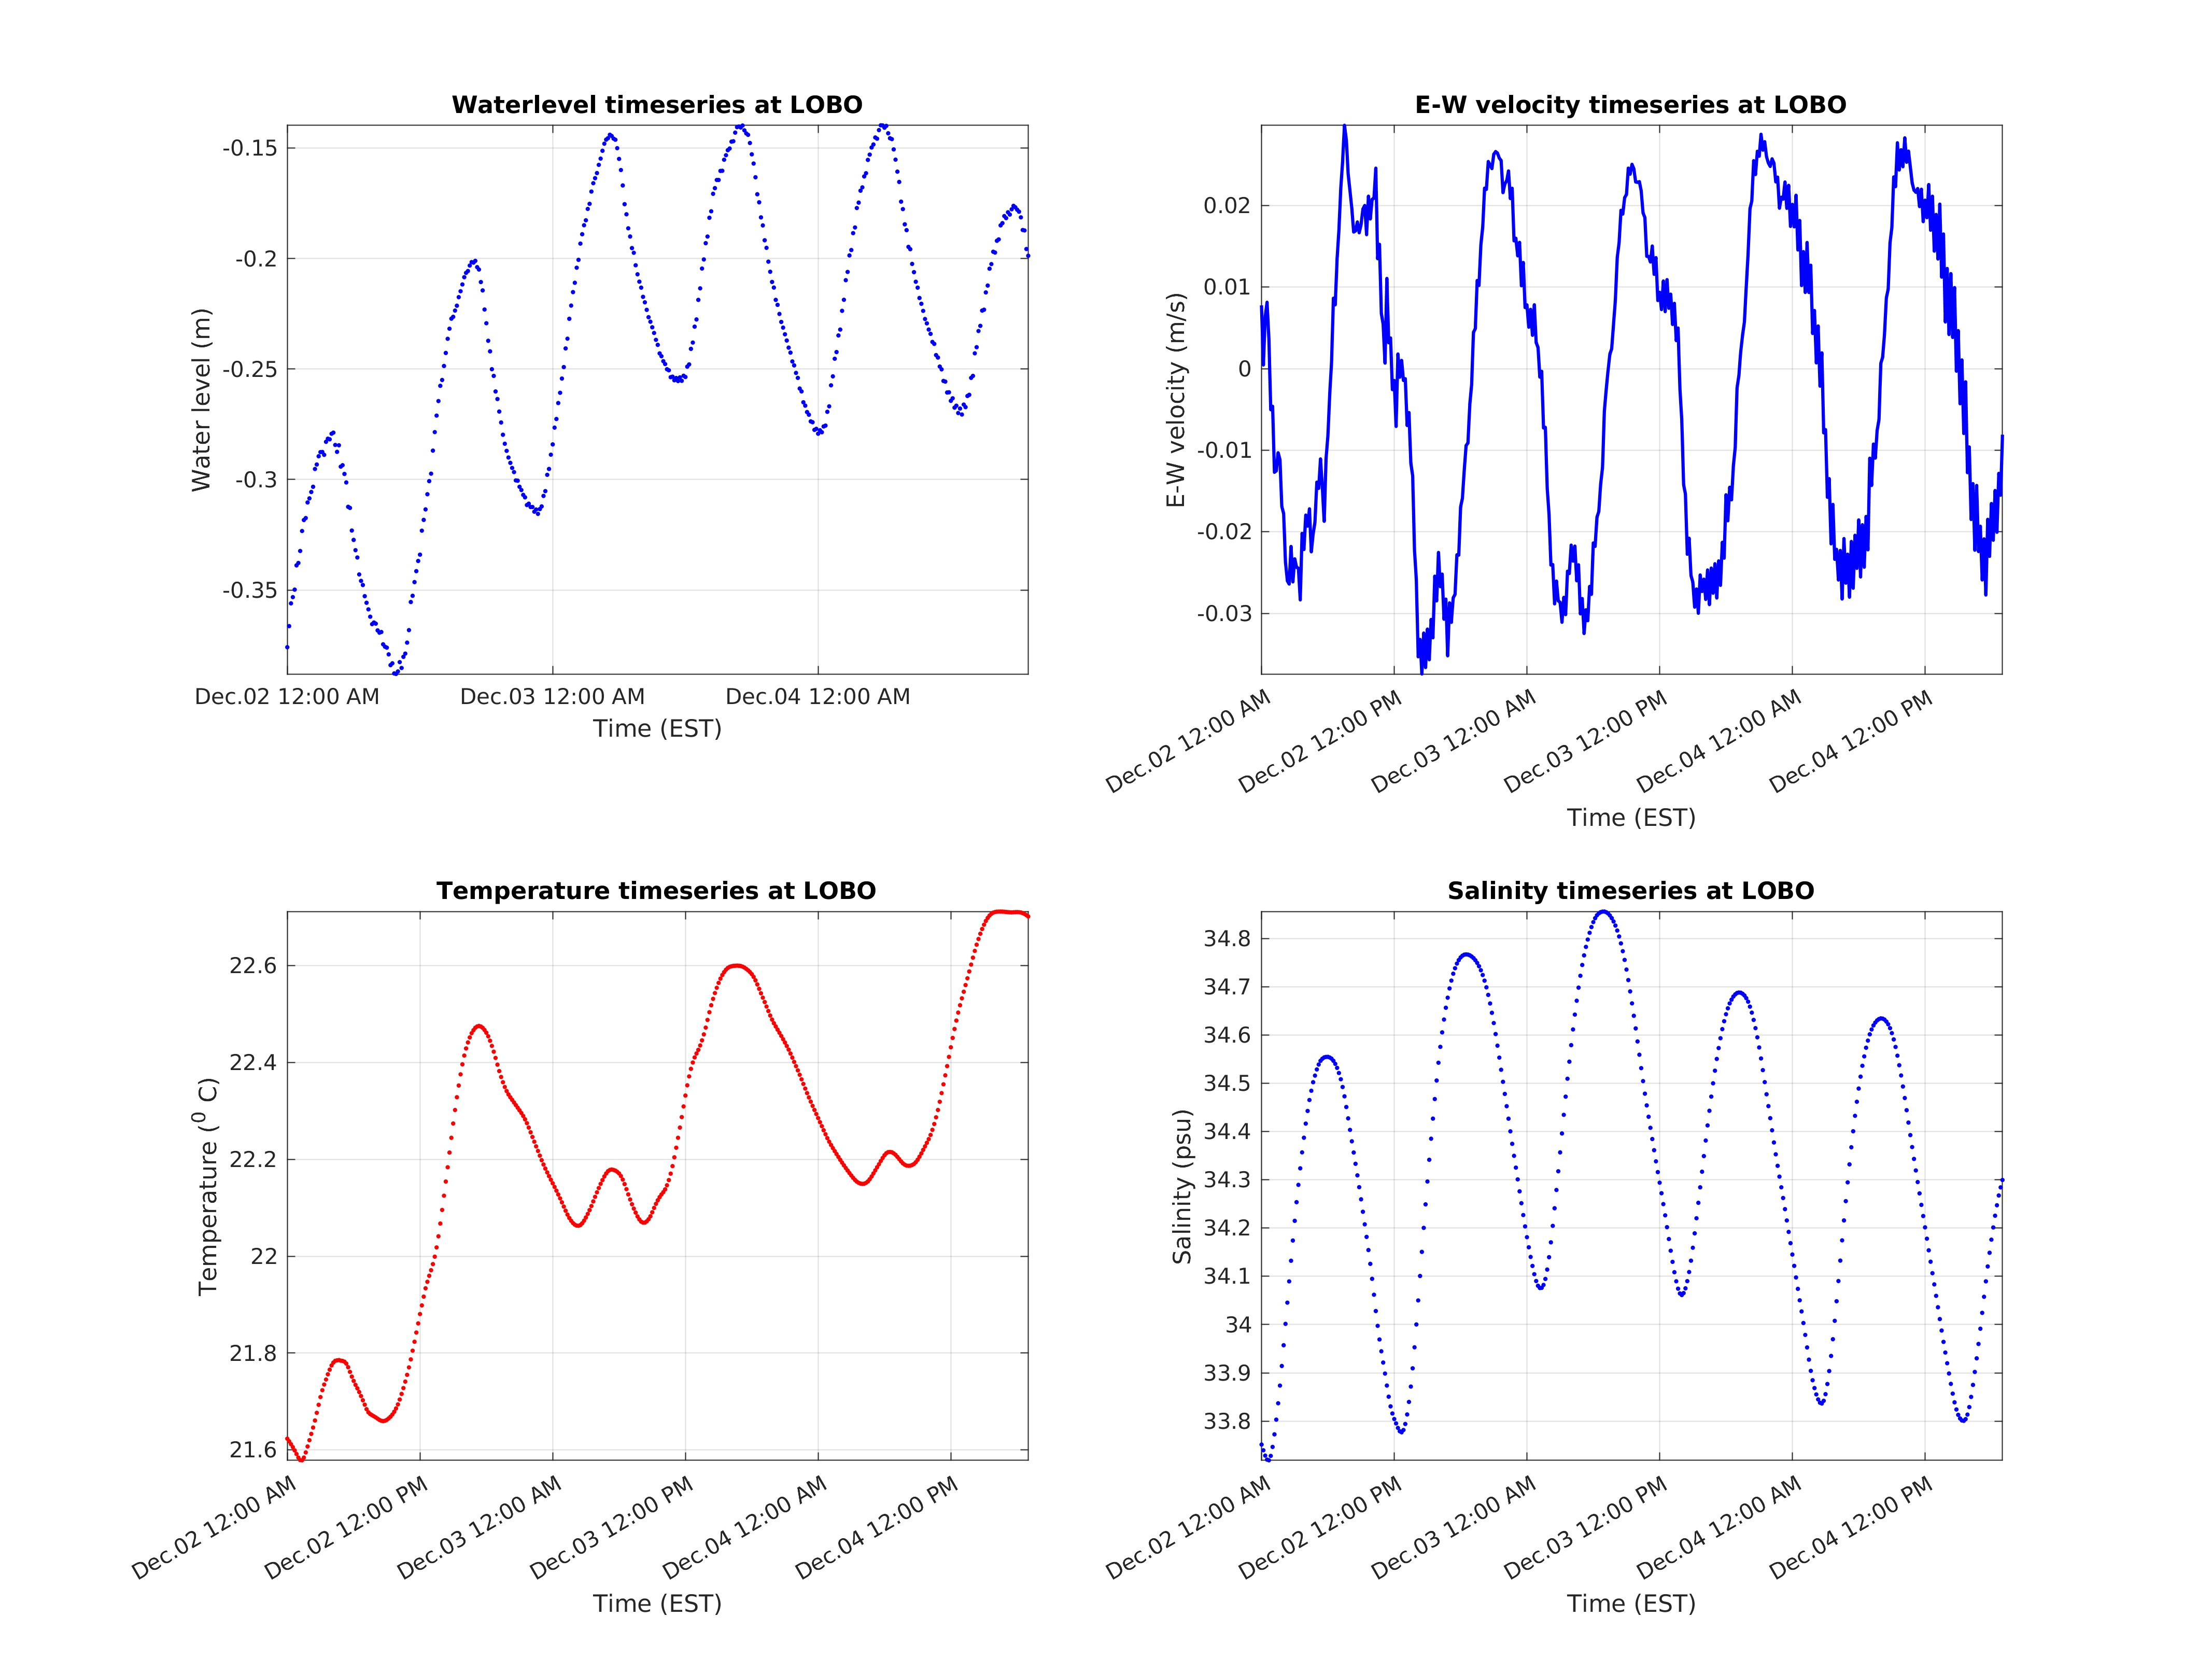 Waterlevel timeseries at LOBO
-0.15
-0.2
-0.25
-0.3
-0.35
Water level (m)
Dec.02 12:00 AM Dec.03 12:00 AM Dec.04 12:00 AM
Time (EST)
E-W velocity timeseries at LOBO
0.02
0.01
0
-0.01
-0.02
-0.03
E-W velocity (m/s)
Dec.02 12:00 AM
Dec.02 12:00 PM
Dec.03 12:00 AM
Dec.03 12:00 PM
Dec.04 12:00 AM
Dec.04 12:00 PM
Time (EST)
Temperature timeseries at LOBO
22.6
22.4
22.2
22
21.8
21.6
Temperature (⁰ C)
Dec.02 12:00 AM
Dec.02 12:00 PM
Dec.03 12:00 AM
Dec.03 12:00 PM
Dec.04 12:00 AM
Dec.04 12:00 PM
Time (EST)
Salinity timeseries at LOBO
34.8
34.7
34.6
34.5
34.4
34.3
34.2
34.1
34
33.9
33.8
Salinity (psu)
Dec.02 12:00 AM
Dec.02 12:00 PM
Dec.03 12:00 AM
Dec.03 12:00 PM
Dec.04 12:00 AM
Dec.04 12:00 PM
Time (EST)